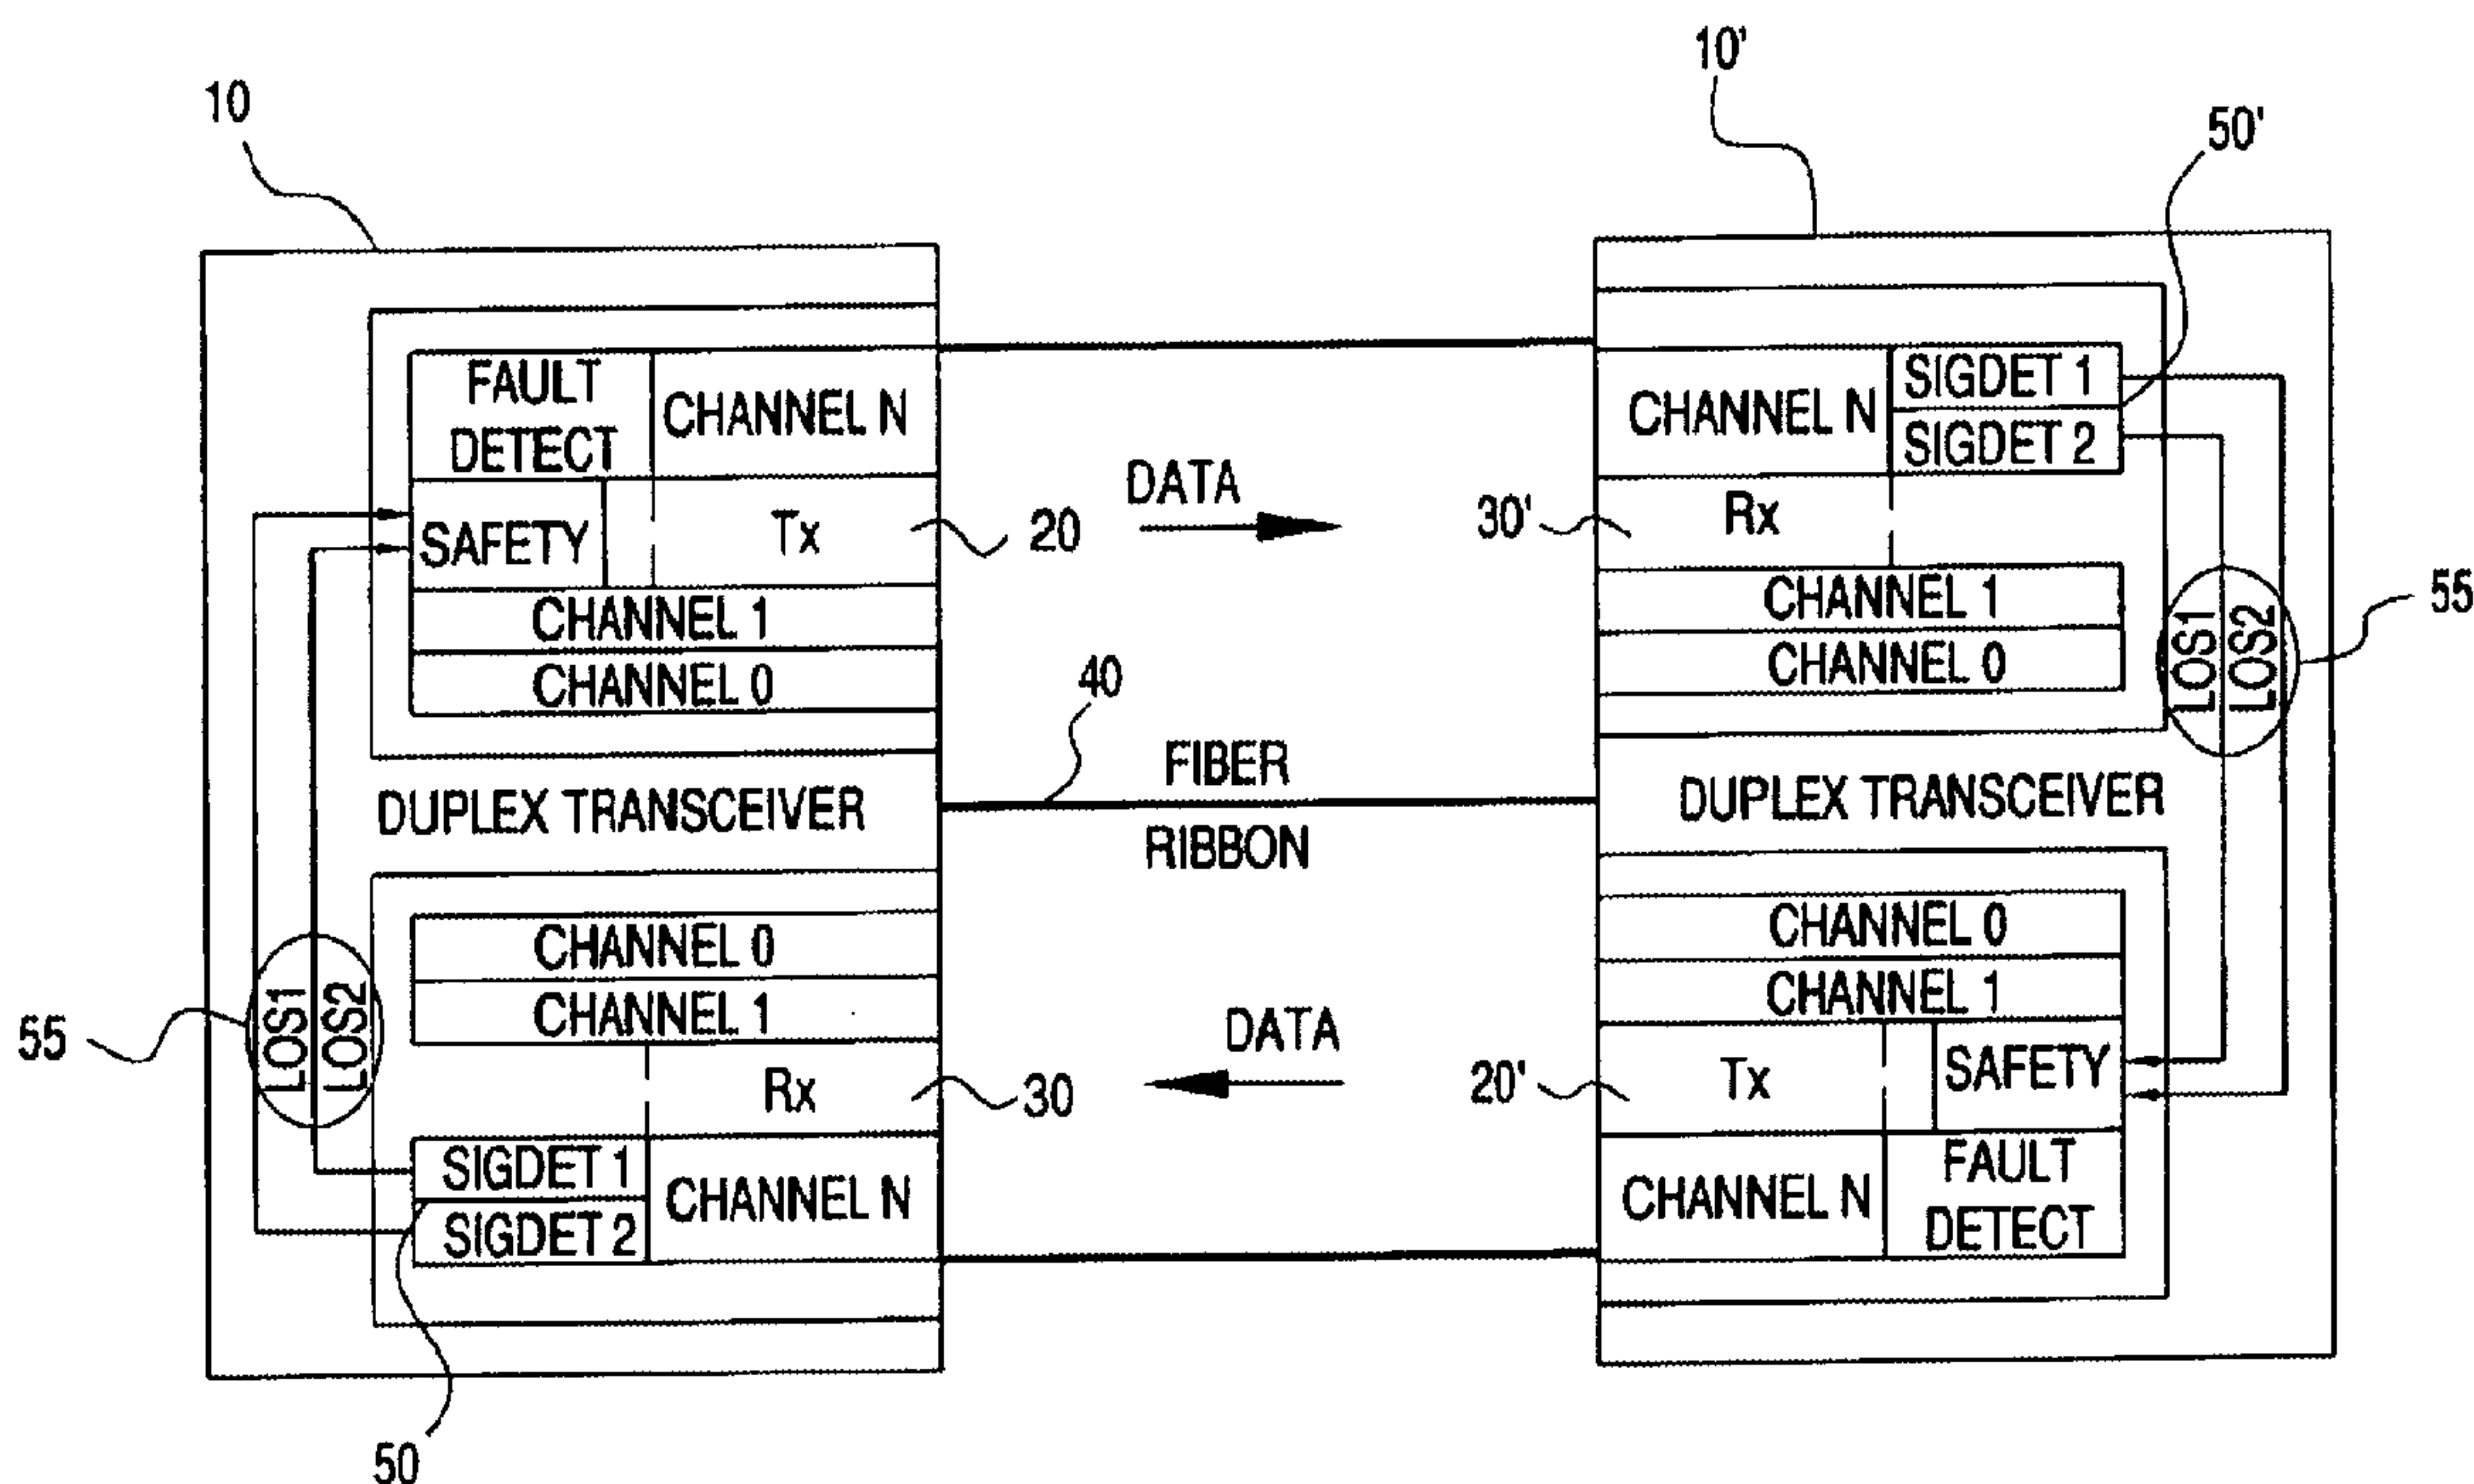 10
10'
50'
FAULT
DETECT
CHANNEL N
SAFETY
Tx
20
CHANNEL 1
CHANNEL 0
DATA
CHANNEL N
SIGDET 1
SIGDET 2
30'
Rx
CHANNEL 1
CHANNEL 0
LOS1
LOS2
55
40
DUPLEX TRANSCEIVER
FIBER
RIBBON
DUPLEX TRANSCEIVER
55
LOS1
LOS2
CHANNEL 0
CHANNEL 1
Rx
30
SIGDET 1
SIGDET 2
CHANNEL N
50
DATA
CHANNEL 0
CHANNEL 1
20'
Tx
SAFETY
CHANNEL N
FAULT
DETECT